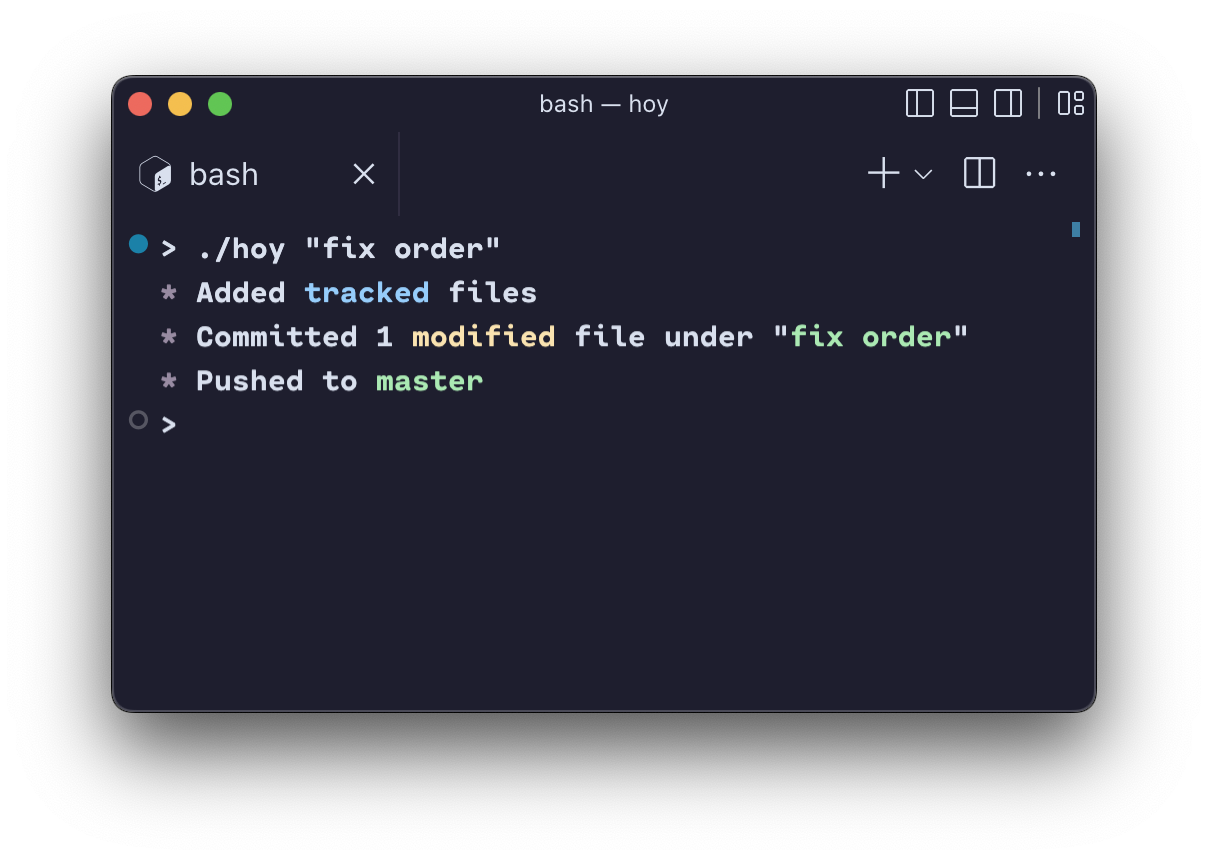 bash — hoy
bash
> ./hoy "fix order"
* Added tracked files
* Committed 1 modified file under "fix order"
* Pushed to master
>